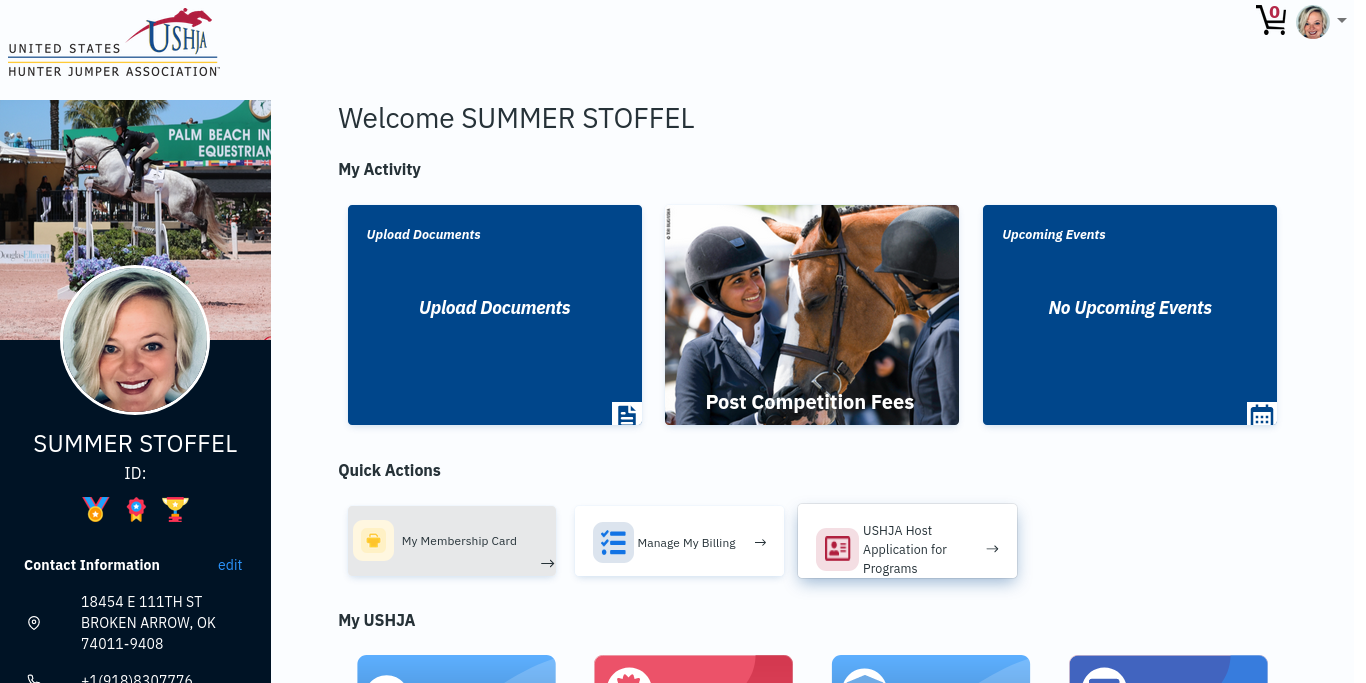 UNITED STATES
USHJA
HUNTER JUMPER ASSOCIATION
0
PALM BEACH IN
EQUESTRIAN
Welcome SUMMER STOFFEL
My Activity
Upload Documents
Upload Documents
Post Competition Fees
Upcoming Events
No Upcoming Events
SUMMER STOFFEL
ID:
Contact Information
edit
18454 E 111TH ST
BROKEN ARROW, OK
74011-9408
+1(918)8307776
Quick Actions
My Membership Card
Manage My Billing
USHJA Host
Application for
Programs
My USHJA